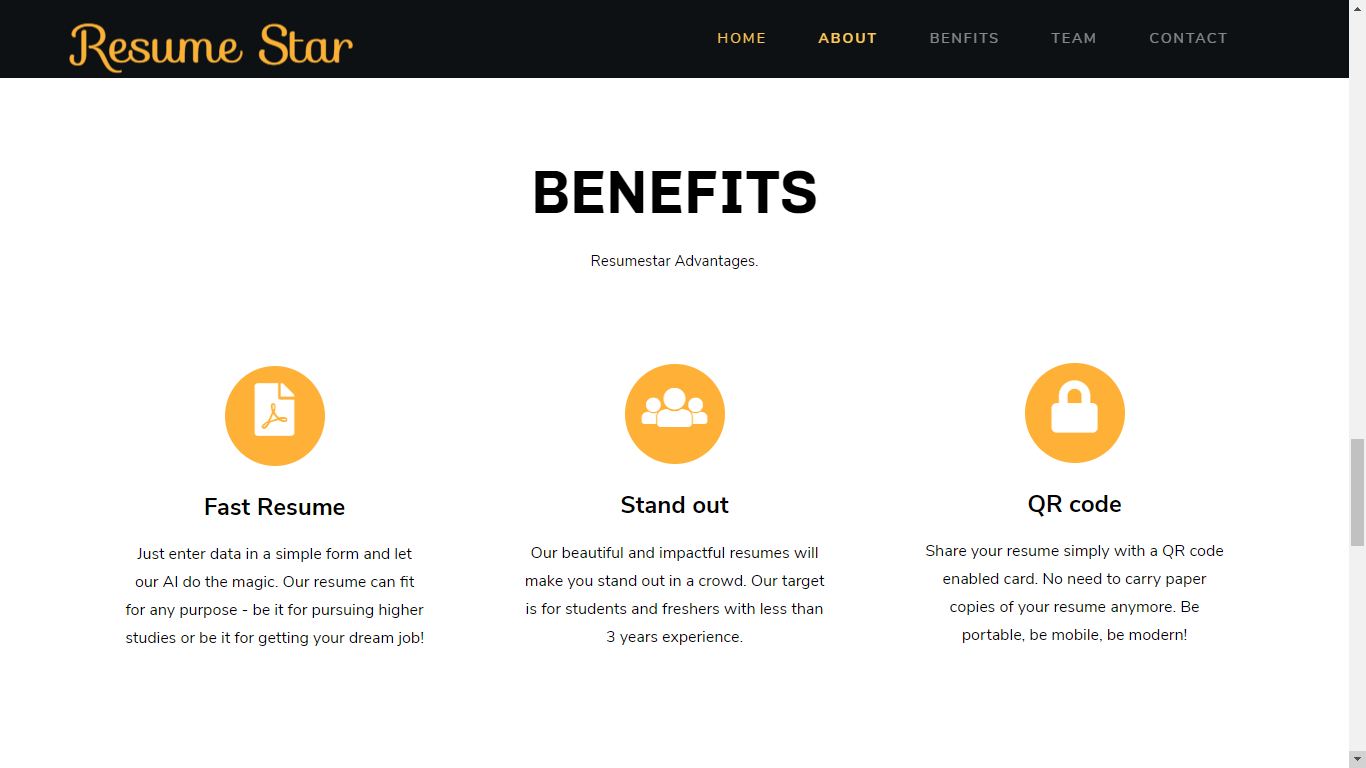 Resume Star
HOME
ABOUT
BENFITS
TEAM
CONTACT
BENEFITS
Resumestar Advantages.
Fast Resume
Just enter data in a simple form and let
our AI do the magic. Our resume can fit
for any purpose - be it for pursuing higher
studies or be it for getting your dream job!
Stand out
Our beautiful and impactful resumes will
make you stand out in a crowd. Our target
is for students and freshers with less than
3 years experience.
QR code
Share your resume simply with a QR code
enabled card. No need to carry paper
copies of your resume anymore. Be
portable, be mobile, be modern!